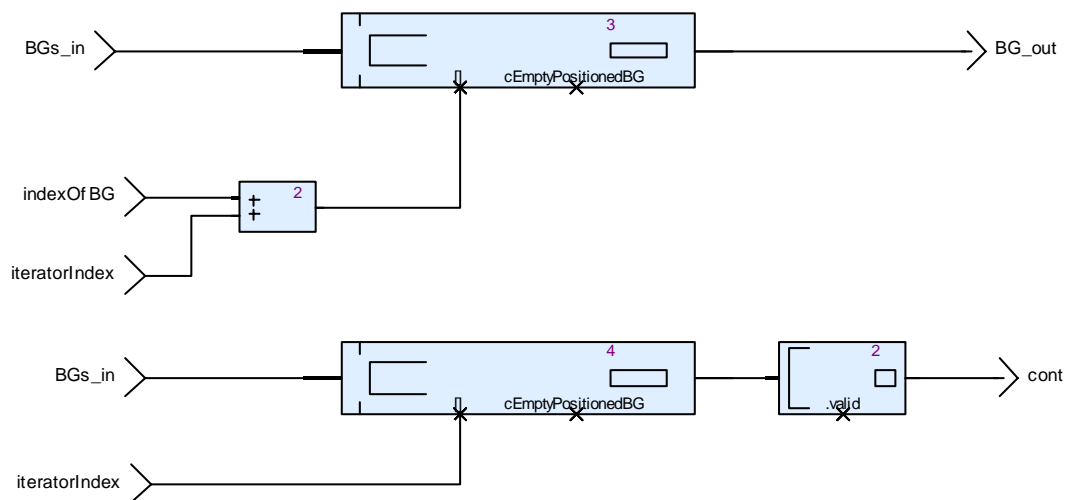 3
BGs_in
BG_out
cEmptyPositionedBG
indexOf BG
2
+
+
iteratorIndex
4
2
BGs_in
cont
cEmptyPositionedBG
.valid
iteratorIndex